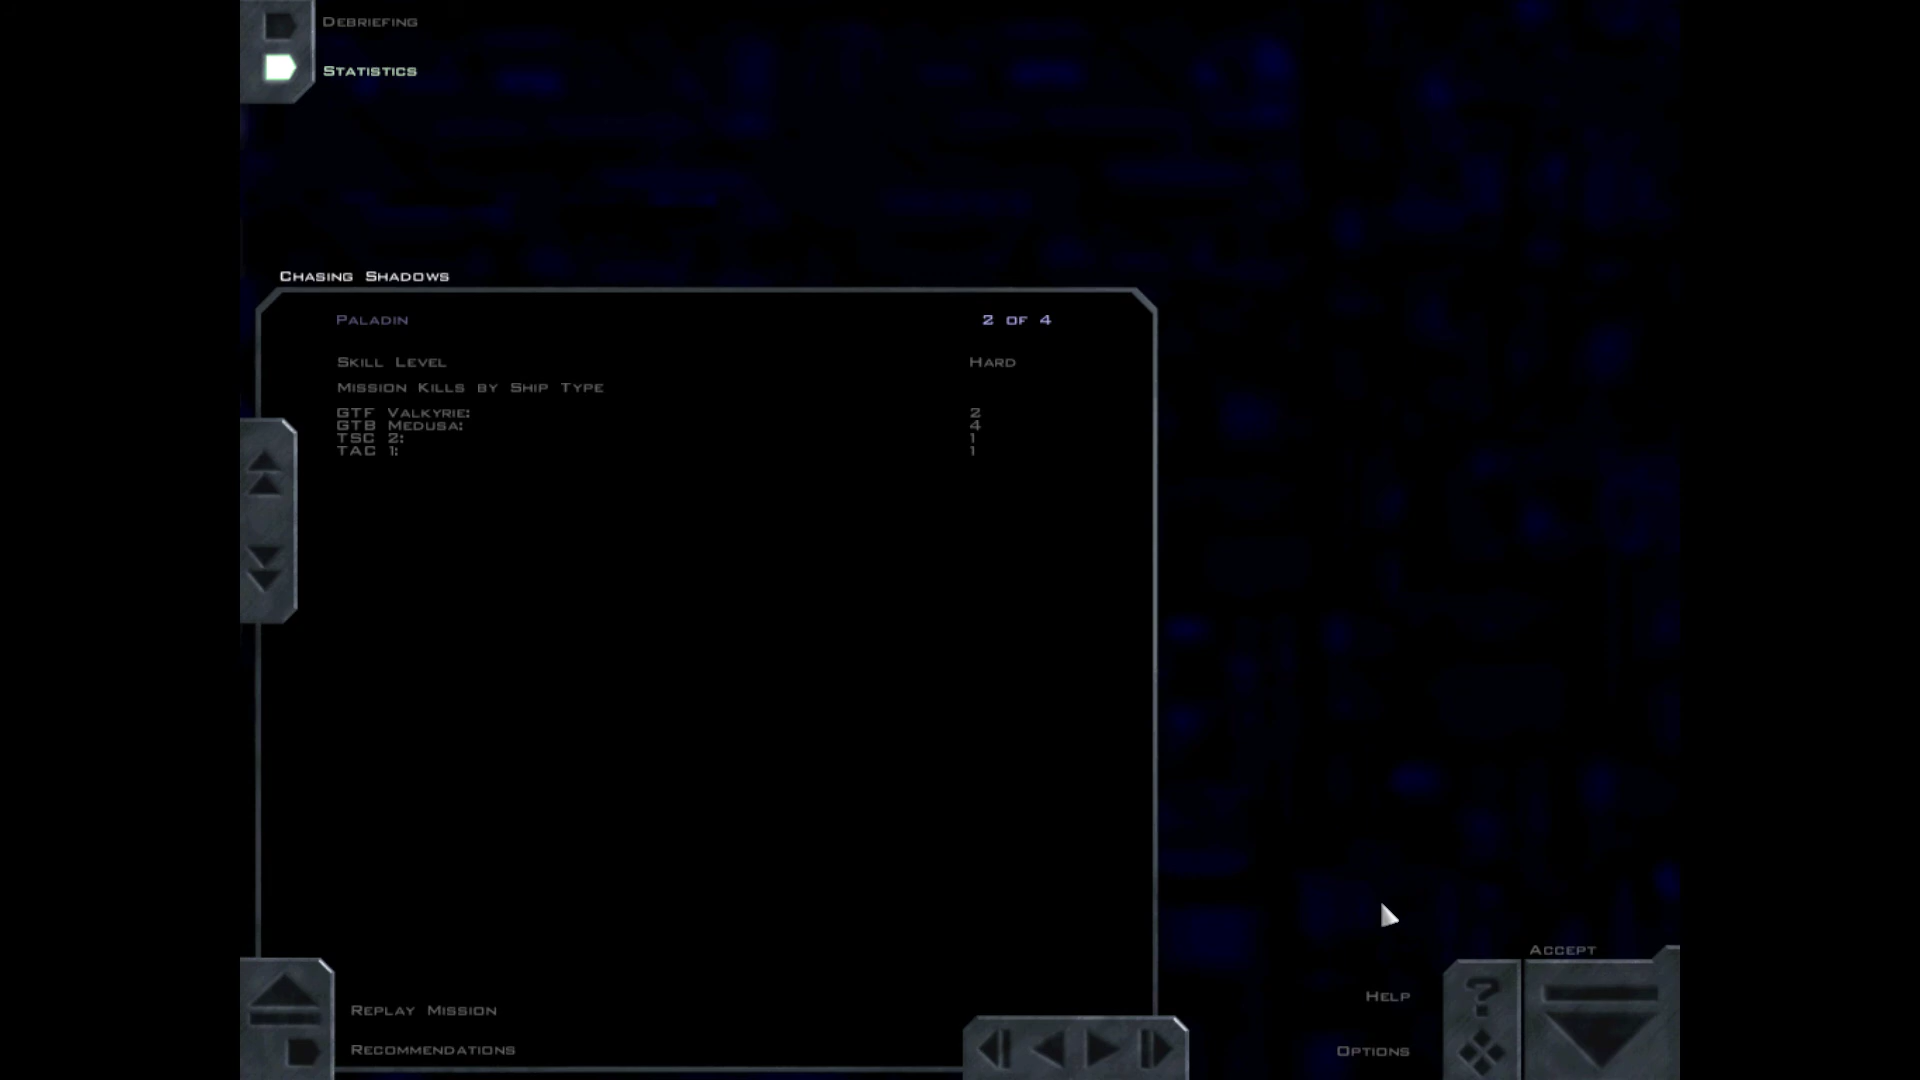 Debriefing
Statistics
Chasing Shadows
Paladin 2 of 4
Skill Level Hard
Mission Kills by Ship Type
GTF Valkyrie: 2
GTB Medusa: 4
TSC 2: 1
TAC 1: 1
Accept
Help
?
Replay Mission
Recommendations
Options